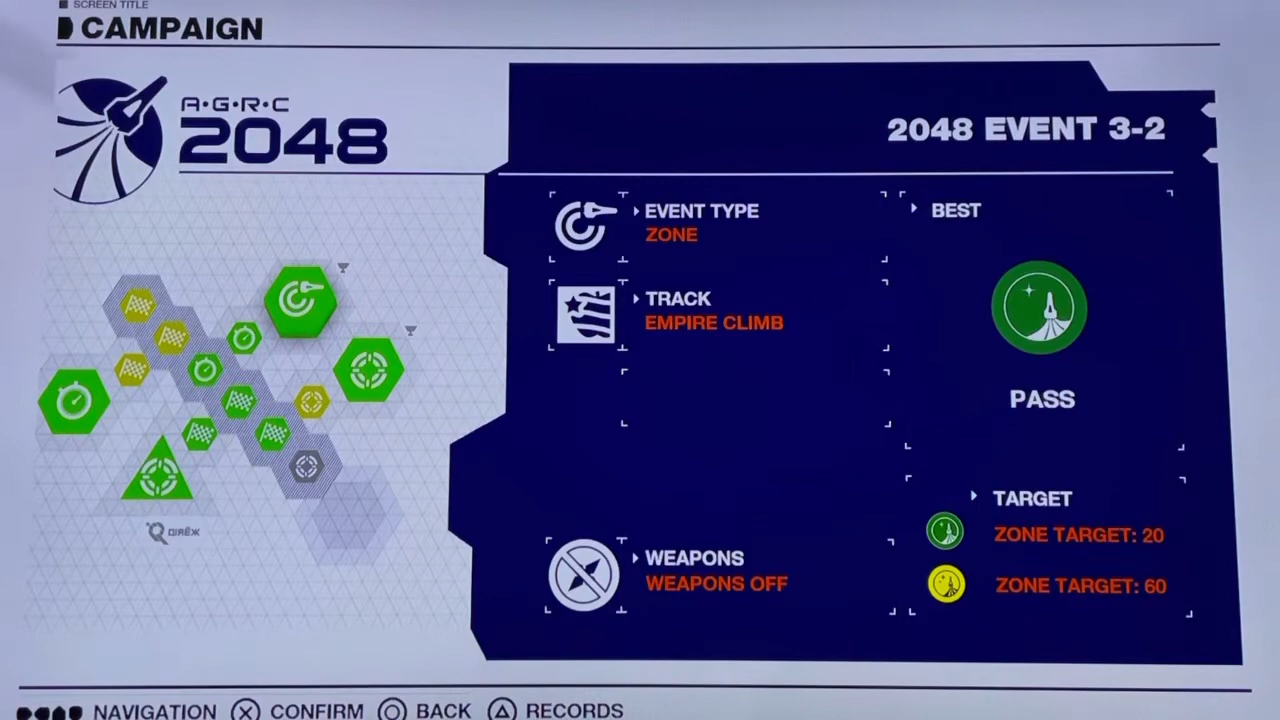 SCREEN TITLE
CAMPAIGN
A•G•R•C
2048
2048 EVENT 3-2
EVENT TYPE
ZONE
BEST
TRACK
EMPIRE CLIMB
PASS
TARGET
ZONE TARGET: 20
QIRËX
WEAPONS
WEAPONS OFF
ZONE TARGET: 60
NAVIGATION
CONFIRM
BACK
RECORDS